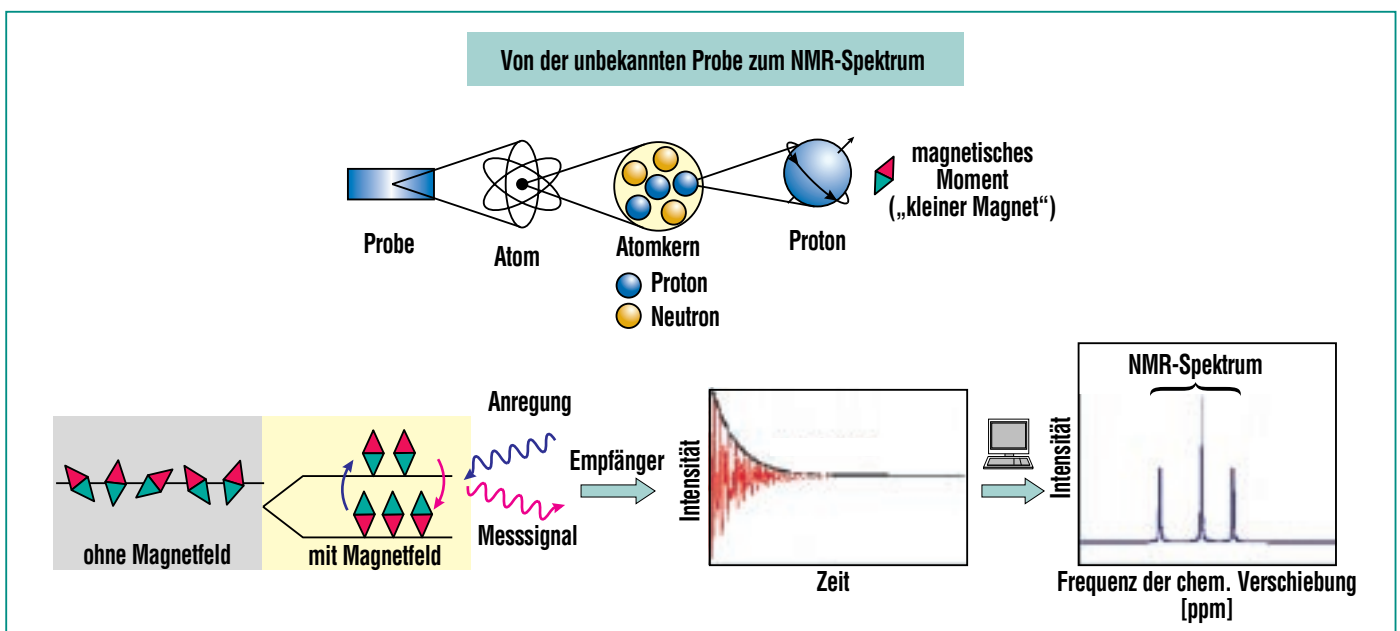 Von der unbekannten Probe zum NMR-Spektrum
Probe
Atom
Atomkern
Proton
Neutron
Proton
magnetisches
Moment
(„kleiner Magnet“)
ohne Magnetfeld
mit Magnetfeld
Anregung
Messsignal
Empfänger
Intensität
Zeit
Intensität
NMR-Spektrum
Frequenz der chem. Verschiebung
[ppm]